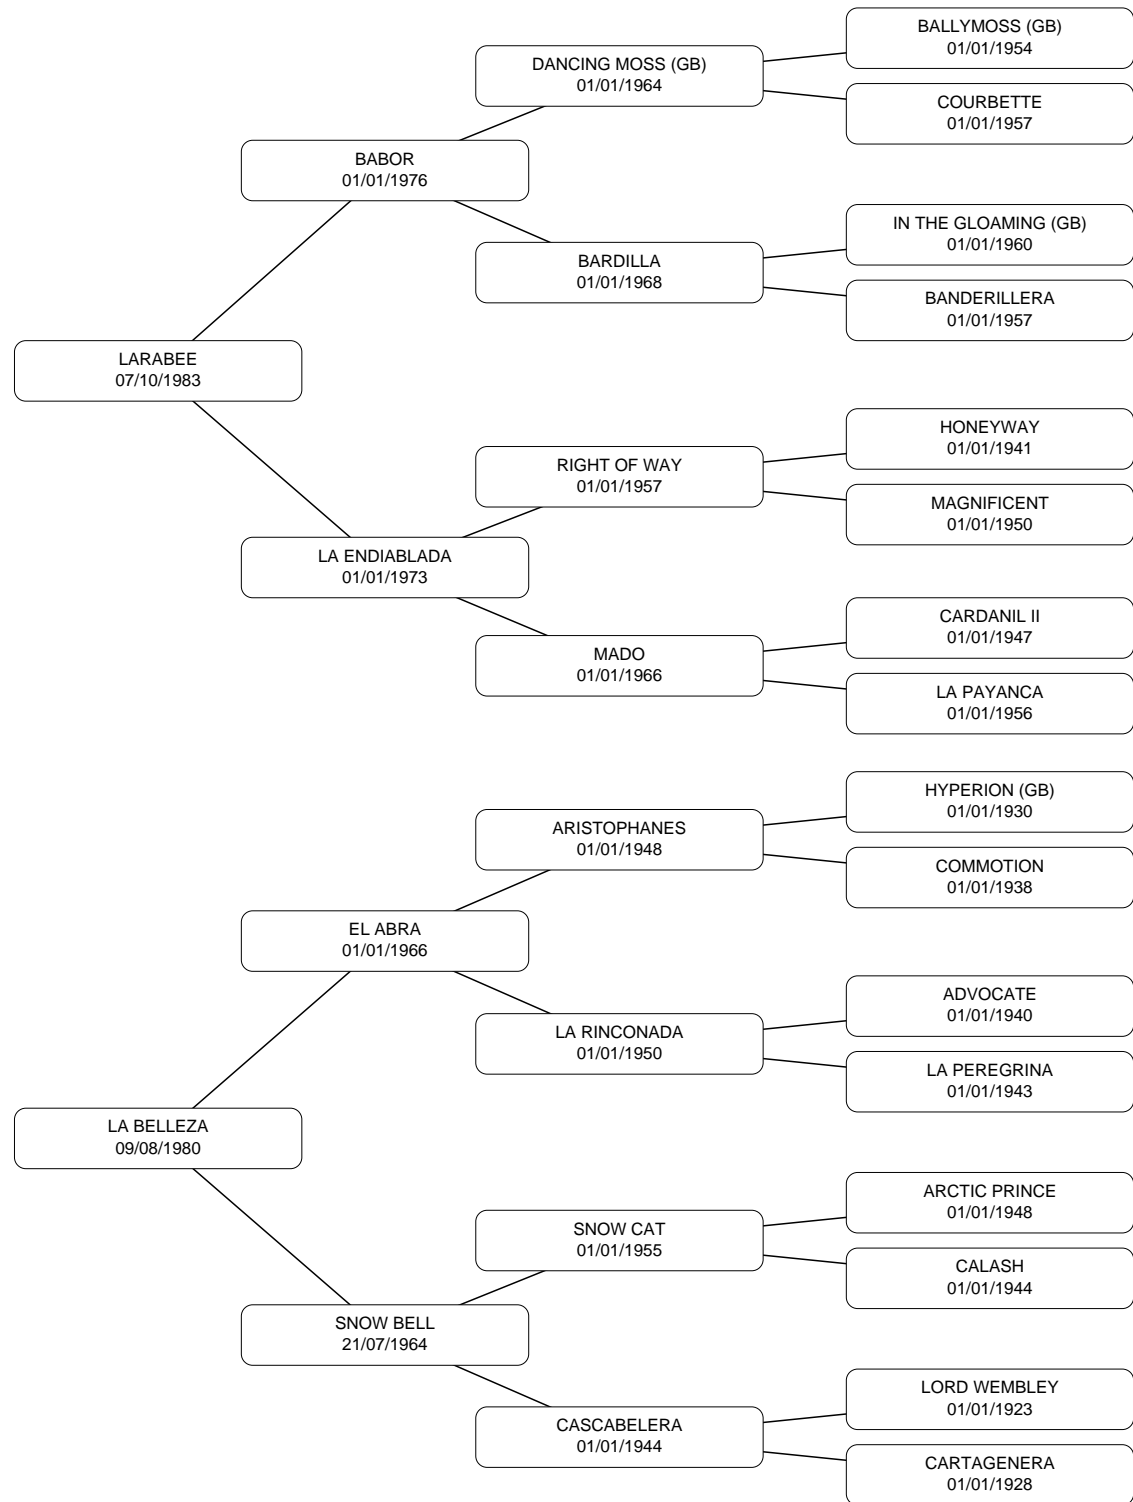 BALLYMOSS (GB)
01/01/1954
DANCING MOSS (GB)
01/01/1964
COURBETTE
01/01/1957
BABOR
01/01/1976
IN THE GLOAMING (GB)
01/01/1960
BARDILLA
01/01/1968
BANDERILLERA
01/01/1957
LARABEE
07/10/1983
HONEYWAY
01/01/1941
RIGHT OF WAY
01/01/1957
MAGNIFICENT
01/01/1950
LA ENDIABLADA
01/01/1973
CARDANIL II
01/01/1947
MADO
01/01/1966
LA PAYANCA
01/01/1956
HYPERION (GB)
01/01/1930
ARISTOPHANES
01/01/1948
COMMOTION
01/01/1938
EL ABRA
01/01/1966
ADVOCATE
01/01/1940
LA RINCONADA
01/01/1950
LA PEREGRINA
01/01/1943
LA BELLEZA
09/08/1980
ARCTIC PRINCE
01/01/1948
SNOW CAT
01/01/1955
CALASH
01/01/1944
SNOW BELL
21/07/1964
LORD WEMBLEY
01/01/1923
CASCABELERA
01/01/1944
CARTAGENERA
01/01/1928